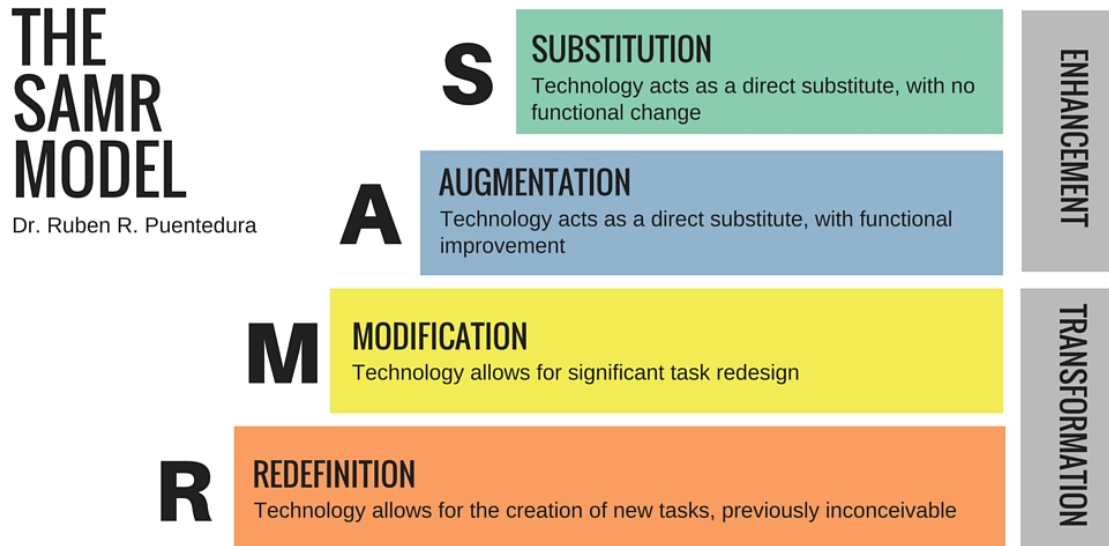 THE
SAMR
MODEL
Dr. Ruben R. Puentedura
S
SUBSTITUTION
Technology acts as a direct substitute, with no
functional change
A
AUGMENTATION
Technology acts as a direct substitute, with functional
improvement
ENHANCEMENT
M
MODIFICATION
Technology allows for significant task redesign
R
REDEFINITION
Technology allows for the creation of new tasks, previously inconceivable
TRANSFORMATION